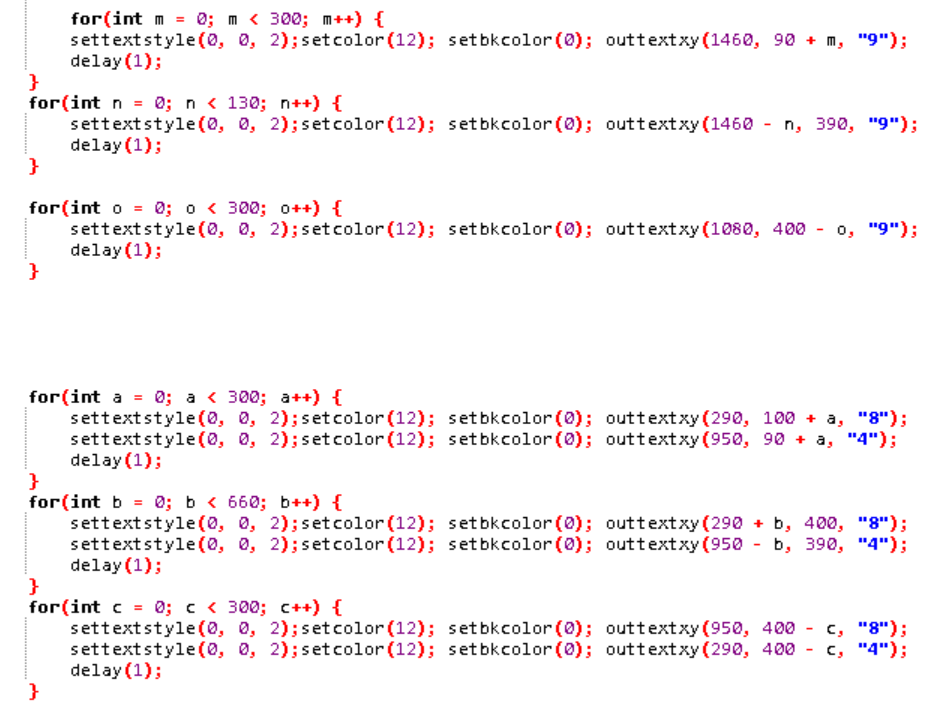 for(int m = 0; m < 300; m++) {
settextstyle(0, 0, 2);setcolor(12); setbkcolor(0); outtextxy(1460, 90 + m, "9");
delay(1);
}
for(int n = 0; n < 130; n++) {
settextstyle(0, 0, 2);setcolor(12); setbkcolor(0); outtextxy(1460 - n, 390, "9");
delay(1);
}
for(int o = 0; o < 300; o++) {
settextstyle(0, 0, 2);setcolor(12); setbkcolor(0); outtextxy(1080, 400 - o, "9");
delay(1);
}
for(int a = 0; a < 300; a++) {
settextstyle(0, 0, 2);setcolor(12); setbkcolor(0); outtextxy(290, 100 + a, "8");
settextstyle(0, 0, 2);setcolor(12); setbkcolor(0); outtextxy(950, 90 + a, "4");
delay(1);
}
for(int b = 0; b < 660; b++) {
settextstyle(0, 0, 2);setcolor(12); setbkcolor(0); outtextxy(290 + b, 400, "8");
settextstyle(0, 0, 2);setcolor(12); setbkcolor(0); outtextxy(950 - b, 390, "4");
delay(1);
}
for(int c = 0; c < 300; c++) {
settextstyle(0, 0, 2);setcolor(12); setbkcolor(0); outtextxy(950, 400 - c, "8");
settextstyle(0, 0, 2);setcolor(12); setbkcolor(0); outtextxy(290, 400 - c, "4");
delay(1);
}